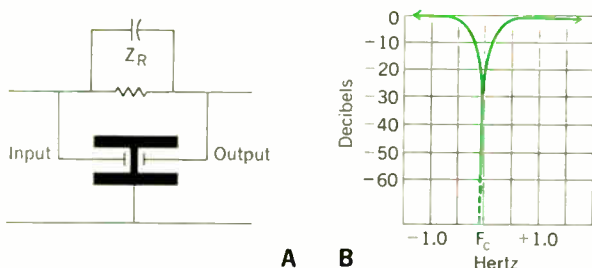 Z_R
Input
Output
A
B
Decibels
0
-10
-20
-30
-40
-50
-60
-1.0
F_c
+1.0
Hertz